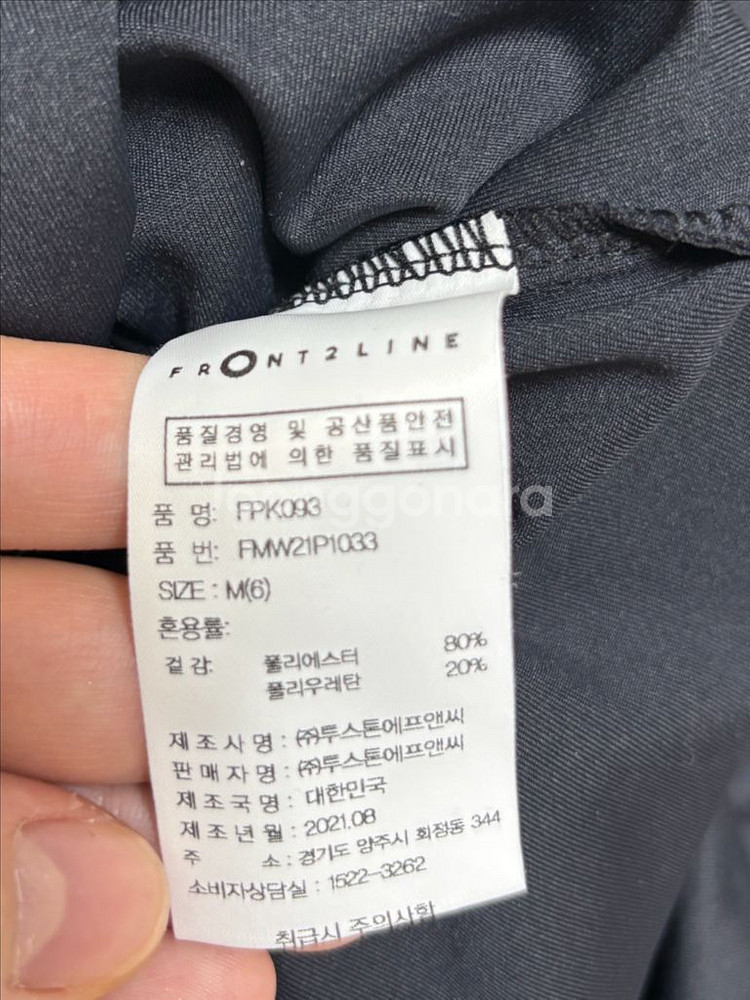 FRONT2LINE
품질경영 및 공산품안전
관리법에 의한 품질표시
품 명: FPK093
품 번: FMW21P1033
SIZE : M(6)
혼용률:
겉 감: 폴리에스터 80%
폴리우레탄 20%
제 조 사 명 : (주)투스톤에프앤씨
판 매 자 명 : (주)투스톤에프앤씨
제 조 국 명 : 대한민국
제 조 년 월 : 2021.08
주 소 : 경기도 양주시 회정동 344
소비자상담실 : 1522-3262
취급시 주의사항